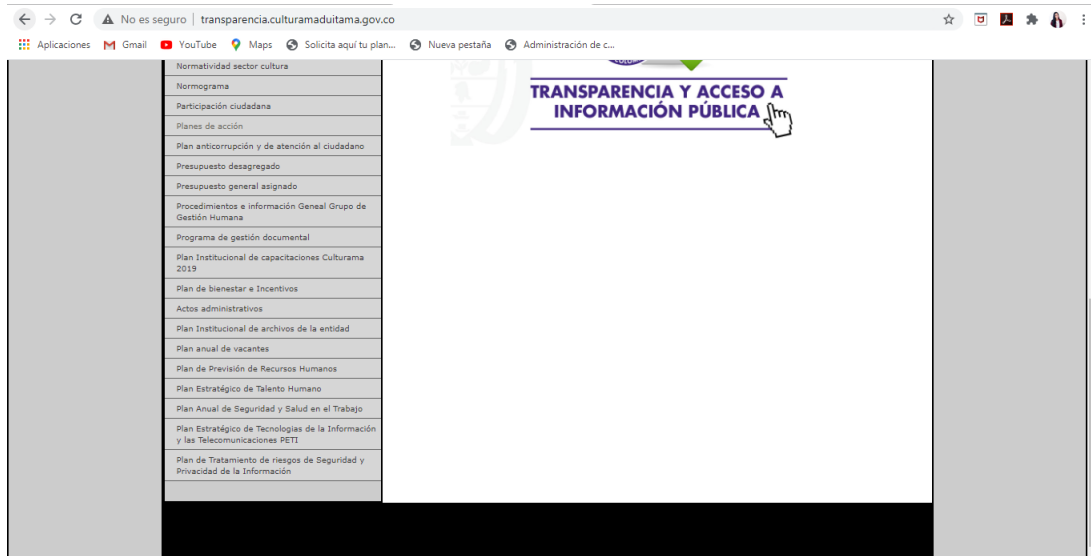 No es seguro | transparencia.culturamaduitama.gov.co
Aplicaciones Gmail YouTube Maps Solicita aquí tu plan... Nueva pestaña Administración de c...
Normatividad sector cultura
Normograma
Participación ciudadana
Planes de acción
Plan anticorrupción y de atención al ciudadano
Presupuesto desagregado
Presupuesto general asignado
Procedimientos e información Geneal Grupo de
Gestión Humana
Programa de gestión documental
Plan Institucional de capacitaciones Culturama
2019
Plan de bienestar e Incentivos
Actos administrativos
Plan Institucional de archivos de la entidad
Plan anual de vacantes
Plan de Previsión de Recursos Humanos
Plan Estratégico de Talento Humano
Plan Anual de Seguridad y Salud en el Trabajo
Plan Estratégico de Tecnologias de la Información
y las Telecomunicaciones PETI
Plan de Tratamiento de riesgos de Seguridad y
Privacidad de la Información
TRANSPARENCIA Y ACCESO A
INFORMACIÓN PÚBLICA